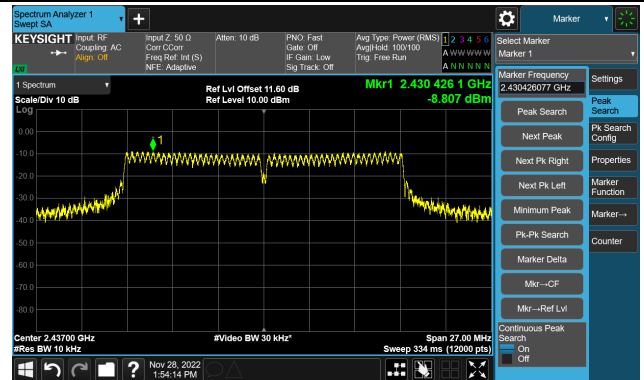 Spectrum Analyzer 1
Swept SA
Marker
KEYSIGHT
LXI
Input: RF
Coupling: AC
Align: Off
Input Z: 50 Ω
Corr CCorr
Freq Ref: Int (S)
NFE: Adaptive
Atten: 10 dB
PNO: Fast
Gate: Off
IF Gain: Low
Sig Track: Off
Avg Type: Power (RMS)
Avg|Hold: 100/100
Trig: Free Run
1 2 3 4 5 6
A W W W W W
A N N N N N
Select Marker
Marker 1
1 Spectrum
Scale/Div 10 dB
Ref Lvl Offset 11.60 dB
Ref Level 10.00 dBm
Mkr1 2.430 426 1 GHz
-8.807 dBm
Log
0.00
-10.0
-20.0
-30.0
-40.0
-50.0
-60.0
-70.0
-80.0
1
Center 2.43700 GHz
#Res BW 10 kHz
#Video BW 30 kHz*
Span 27.00 MHz
Sweep 334 ms (12000 pts)
Marker Frequency
2.430426077 GHz
Peak Search
Next Peak
Next Pk Right
Next Pk Left
Minimum Peak
Pk-Pk Search
Marker Delta
Mkr→CF
Mkr→Ref Lvl
Continuous Peak
Search
On
Off
Settings
Peak
Search
Pk Search
Config
Properties
Marker
Function
Marker→
Counter
?
Nov 28, 2022
1:54:14 PM